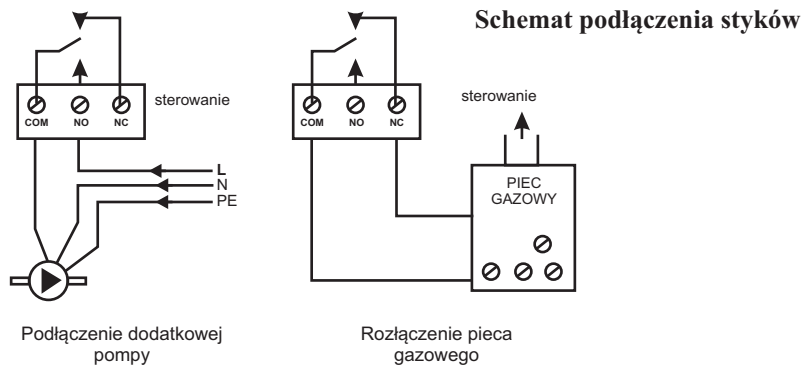 Schemat podłączenia styków
sterowanie
COM NO NC
L
N
PE
Podłączenie dodatkowej
pompy
COM NO NC
sterowanie
PIEC
GAZOWY
Rozłączenie pieca
gazowego